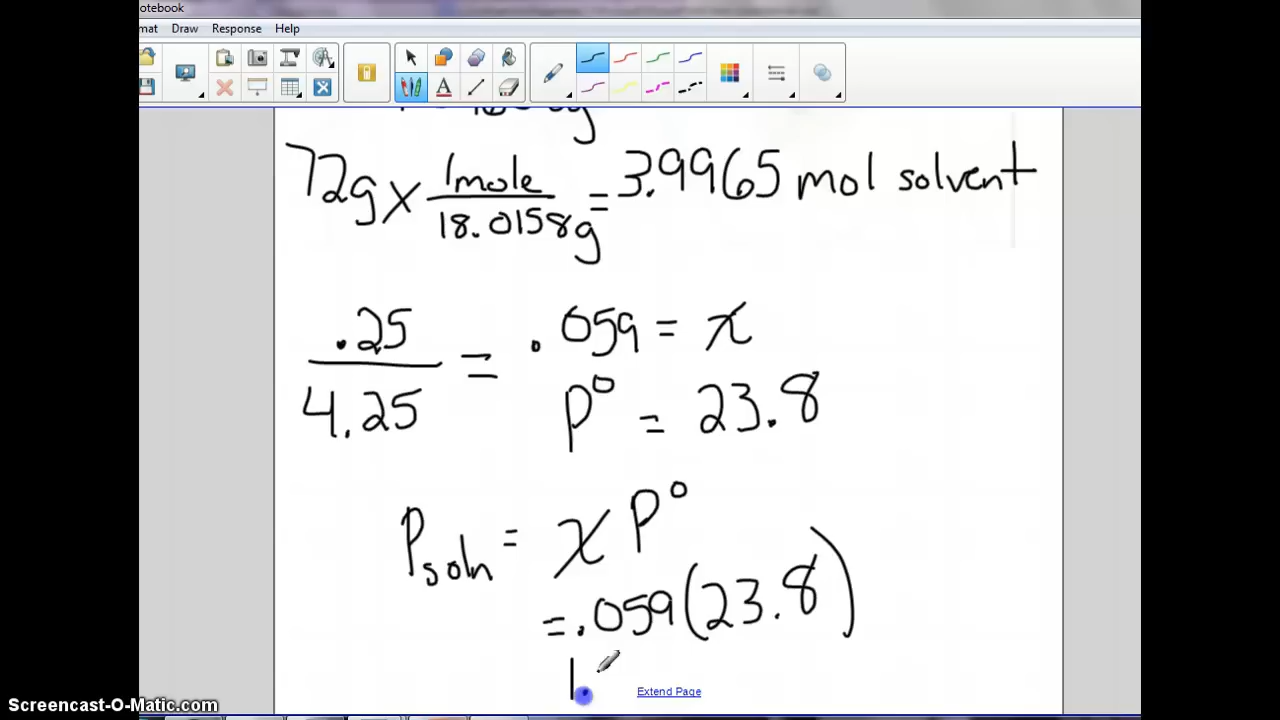 otebook
mat Draw Response Help
72g x 1mole / 18.0158g = 3.9965 mol solvent
.25 / 4.25 = .059 = x
P° = 23.8
Psoln = x P°
= .059(23.8)
1.
Extend Page
Screencast-O-Matic.com